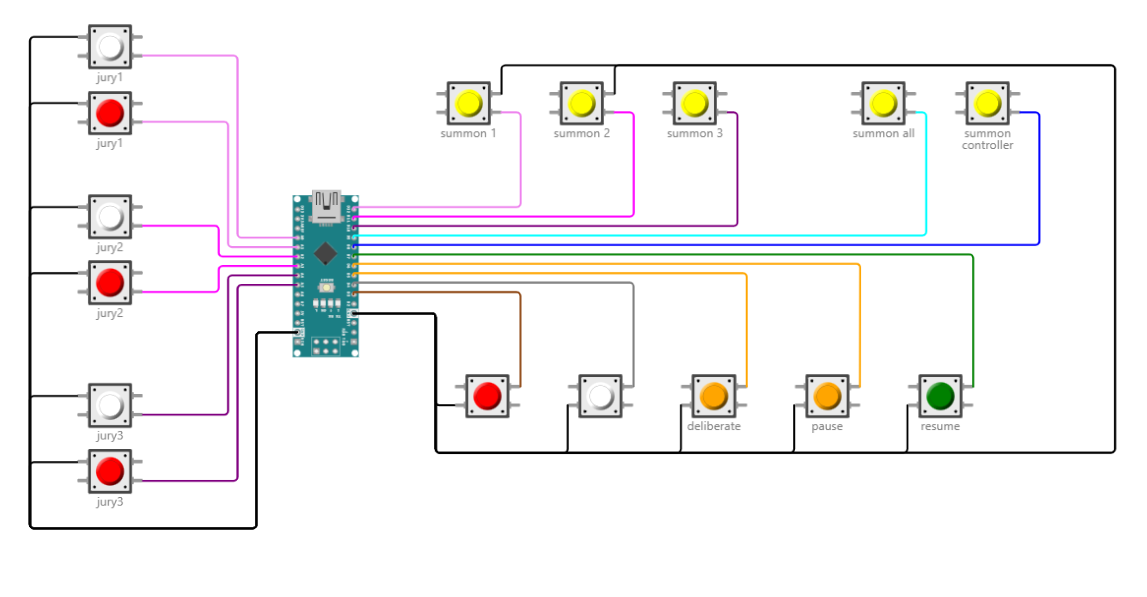 jury1
jury1
jury2
jury2
jury3
jury3
summon 1
summon 2
summon 3
summon all
summon
controller
deliberate
pause
resume